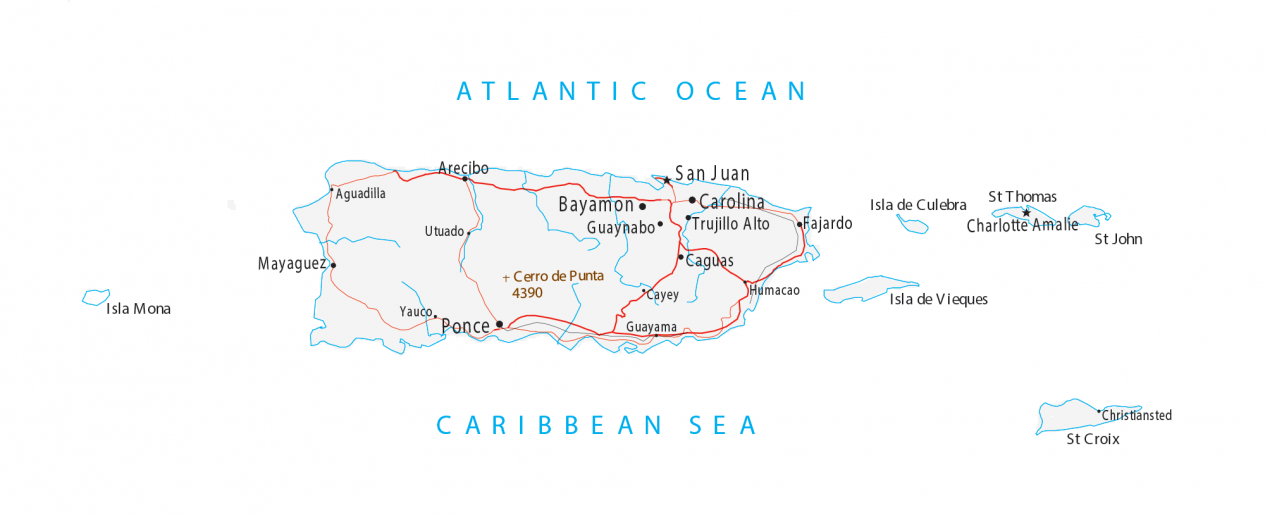 ATLANTIC OCEAN
Arecibo
San Juan
Aguadilla
St Thomas
Isla de Culebra
Bayamon
Carolina
Charlotte Amalie
Guaynabo
Trujillo Alto
Fajardo
Utuado
St John
Mayaguez
Caguas
Cerro de Punta
4390
Cayey
Humacao
Isla de Vieques
Isla Mona
Yauco
Ponce
Guayama
Christiansted
CARIBBEAN SEA
St Croix